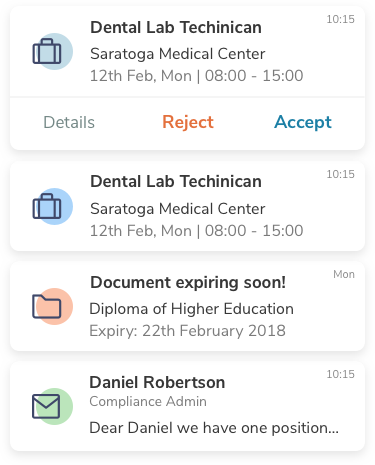 10:15
Dental Lab Techinican
Saratoga Medical Center
12th Feb, Mon | 08:00 - 15:00
Details Reject Accept
10:15
Dental Lab Techinican
Saratoga Medical Center
12th Feb, Mon | 08:00 - 15:00
Mon
Document expiring soon!
Diploma of Higher Education
Expiry: 22th February 2018
10:15
Daniel Robertson
Compliance Admin
Dear Daniel we have one position...